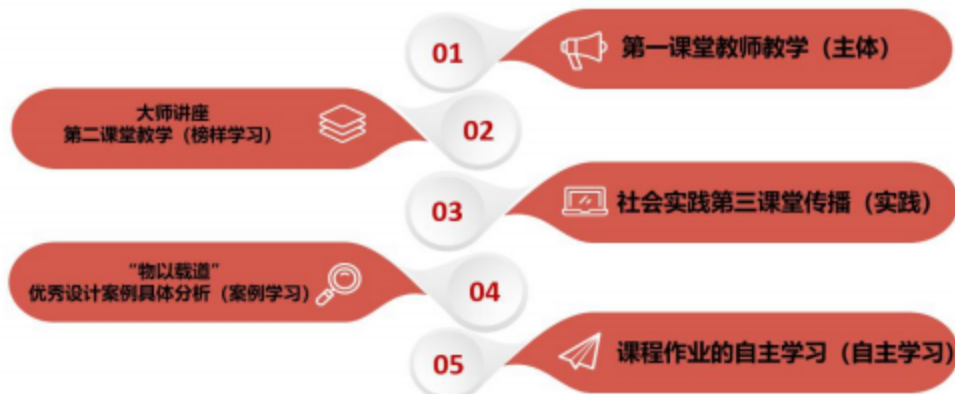 01
第一课堂教师教学（主体）
大师讲座
第二课堂教学（榜样学习）
02
03
社会实践第三课堂传播（实践）
“物以载道”
优秀设计案例具体分析（案例学习）
04
05
课程作业的自主学习（自主学习）